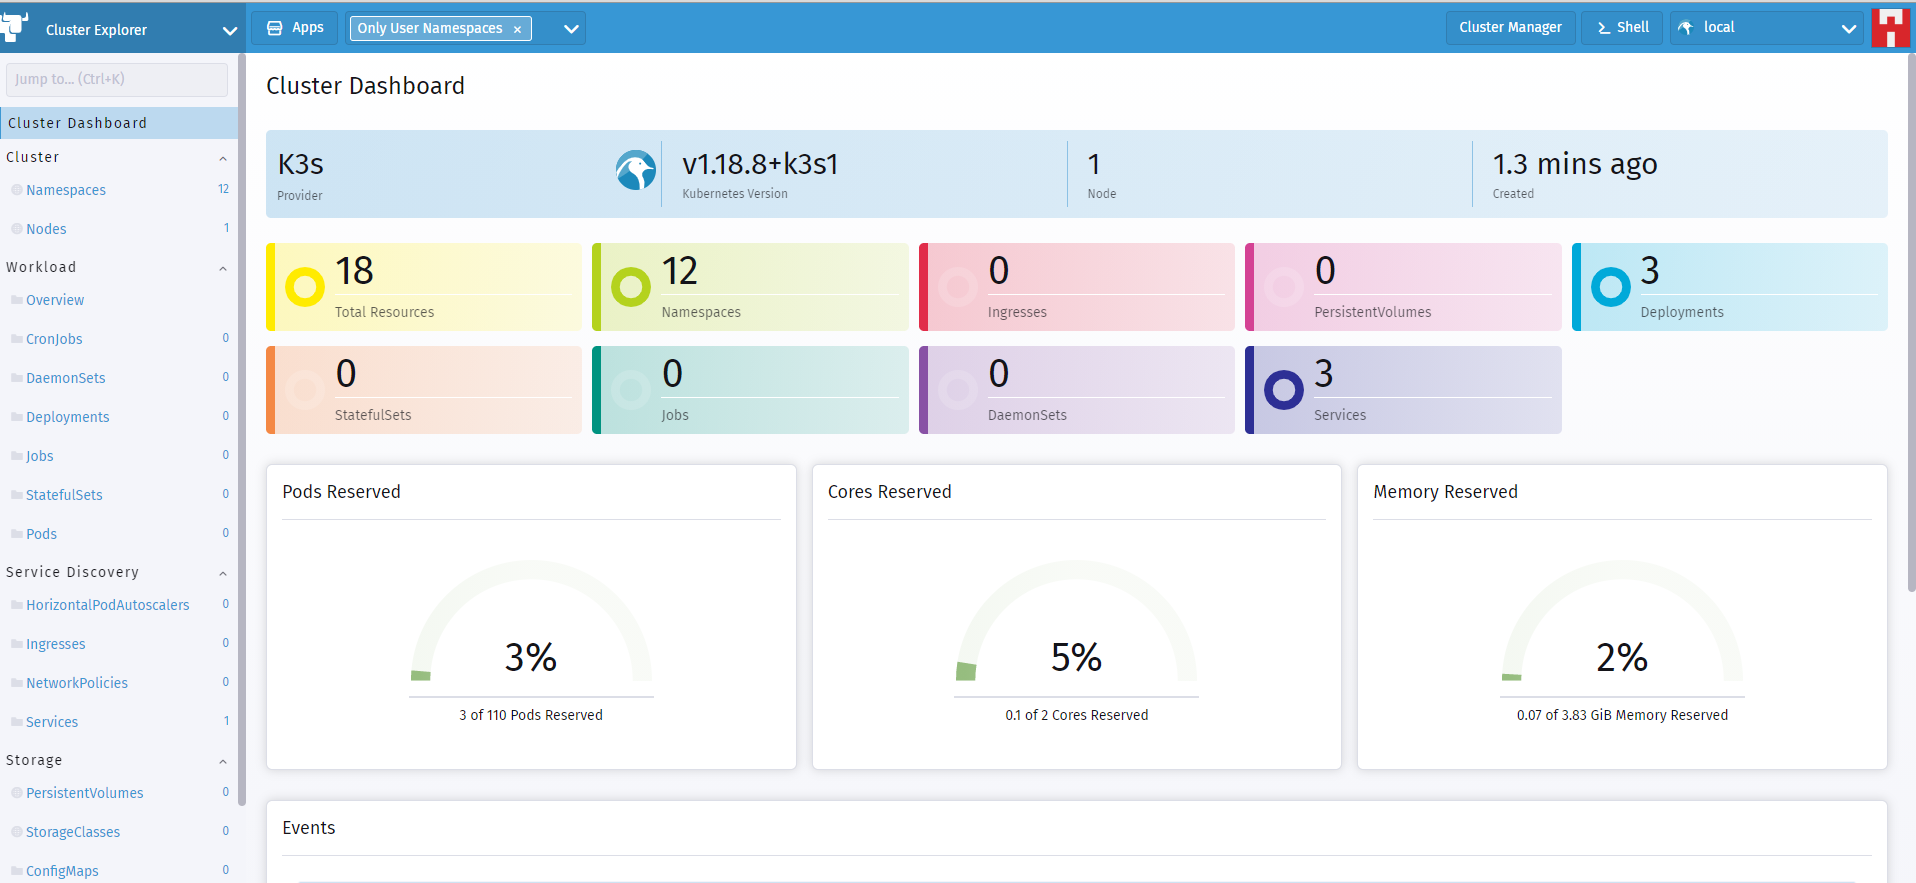 Cluster Explorer
Apps
Only User Namespaces ×
Cluster Manager
Shell
local
Jump to... (Ctrl+K)
Cluster Dashboard
Cluster
Namespaces 12
Nodes 1
Workload
Overview
CronJobs 0
DaemonSets 0
Deployments 0
Jobs 0
StatefulSets 0
Pods 0
Service Discovery
HorizontalPodAutoscalers 0
Ingresses 0
NetworkPolicies 0
Services 1
Storage
PersistentVolumes 0
StorageClasses 0
ConfigMaps 0
Cluster Dashboard
K3s
Provider
v1.18.8+k3s1
Kubernetes Version
1
Node
1.3 mins ago
Created
18
Total Resources
12
Namespaces
0
Ingresses
0
PersistentVolumes
3
Deployments
0
StatefulSets
0
Jobs
0
DaemonSets
3
Services
Pods Reserved
3%
3 of 110 Pods Reserved
Cores Reserved
5%
0.1 of 2 Cores Reserved
Memory Reserved
2%
0.07 of 3.83 GiB Memory Reserved
Events